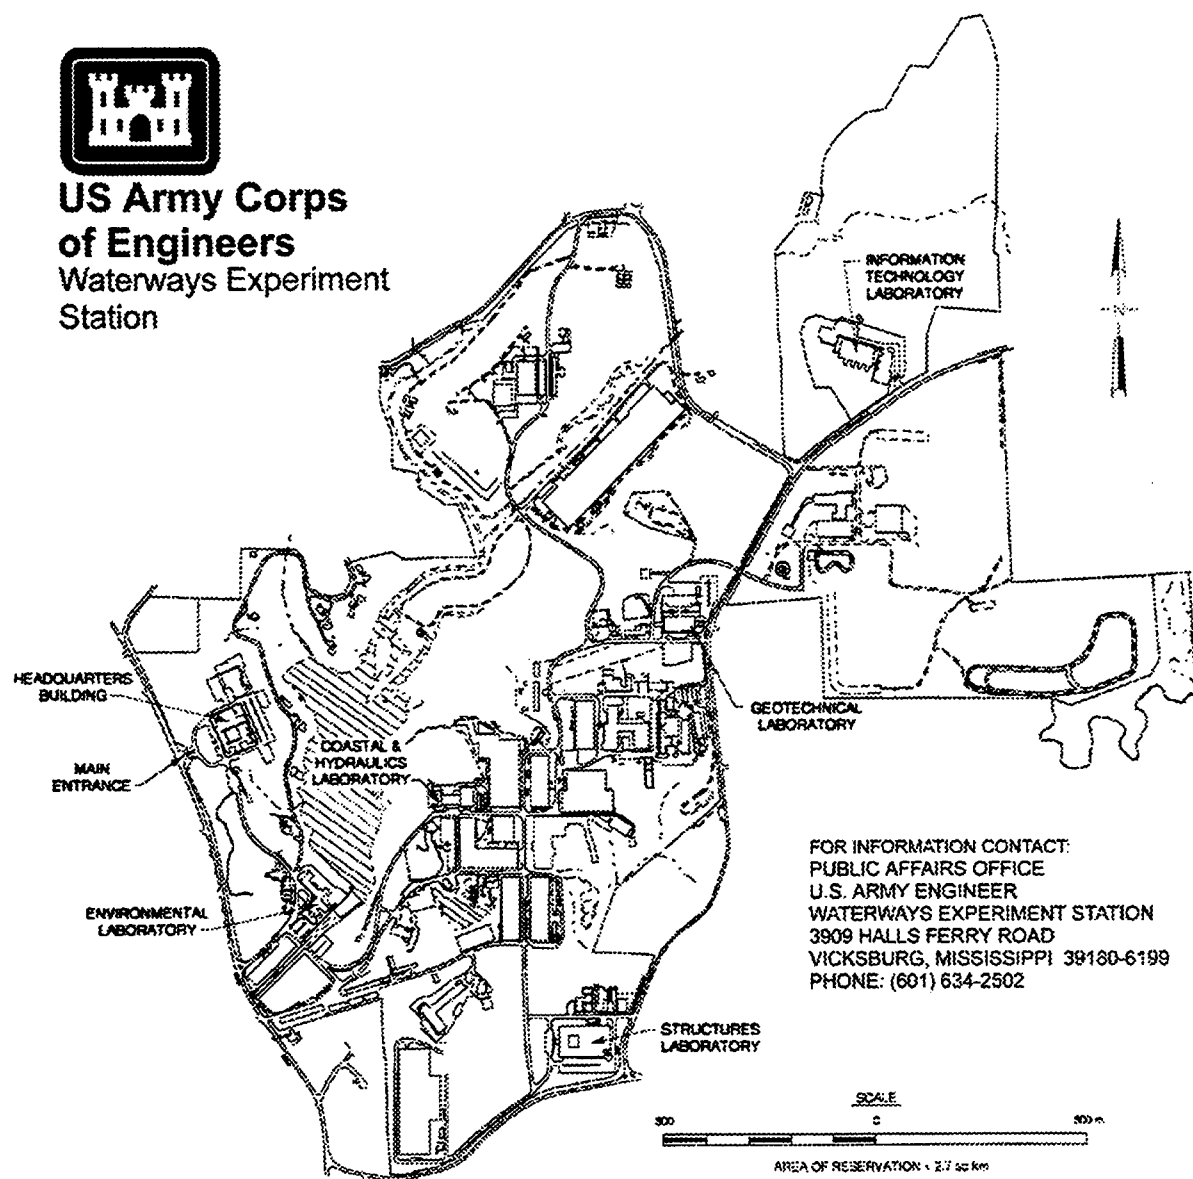 US Army Corps
of Engineers
Waterways Experiment
Station
INFORMATION
TECHNOLOGY
LABORATORY
N
HEADQUARTERS
BUILDING
GEOTECHNICAL
LABORATORY
COASTAL &
HYDRAULICS
LABORATORY
MAIN
ENTRANCE
ENVIRONMENTAL
LABORATORY
FOR INFORMATION CONTACT:
PUBLIC AFFAIRS OFFICE
U.S. ARMY ENGINEER
WATERWAYS EXPERIMENT STATION
3909 HALLS FERRY ROAD
VICKSBURG, MISSISSIPPI 39180-6199
PHONE: (601) 634-2502
STRUCTURES
LABORATORY
SCALE
300 0 300 m
AREA OF RESERVATION - 2.7 sq km